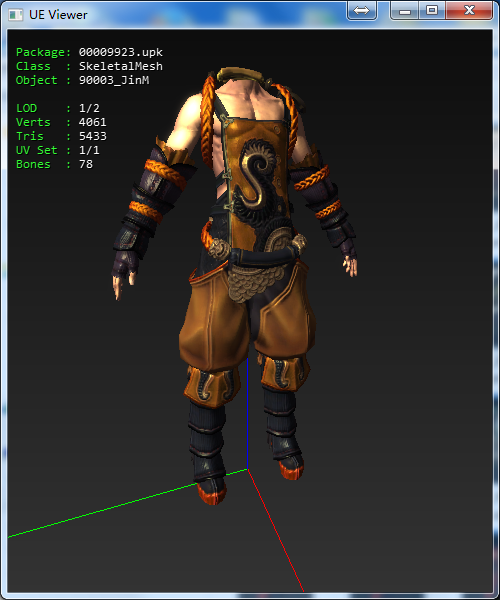 UE Viewer
Package: 00009923.upk
Class  : SkeletalMesh
Object : 90003_JinM
LOD    : 1/2
Verts  : 4061
Tris   : 5433
UV Set : 1/1
Bones  : 78